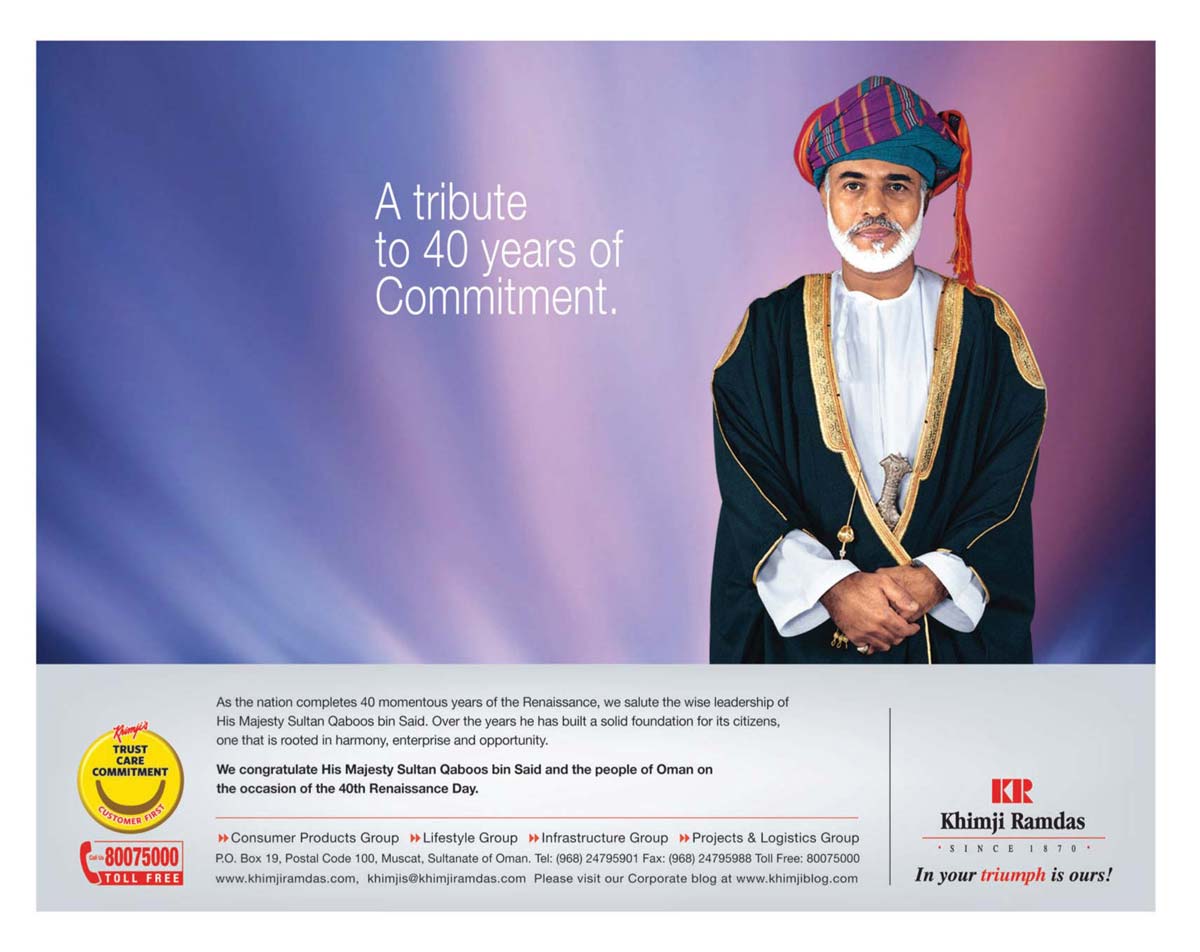 A tribute
to 40 years of
Commitment.
As the nation completes 40 momentous years of the Renaissance, we salute the wise leadership of
His Majesty Sultan Qaboos bin Said. Over the years he has built a solid foundation for its citizens,
one that is rooted in harmony, enterprise and opportunity.
We congratulate His Majesty Sultan Qaboos bin Said and the people of Oman on
the occasion of the 40th Renaissance Day.
Khimji's
TRUST
CARE
COMMITMENT
CUSTOMER FIRST
Call Us 80075000
TOLL FREE
Consumer Products Group Lifestyle Group Infrastructure Group Projects & Logistics Group
P.O. Box 19, Postal Code 100, Muscat, Sultanate of Oman. Tel: (968) 24795901 Fax: (968) 24795988 Toll Free: 80075000
www.khimjiramdas.com, khimjis@khimjiramdas.com Please visit our Corporate blog at www.khimjiblog.com
KR
Khimji Ramdas
• SINCE 1870 •
In your triumph is ours!